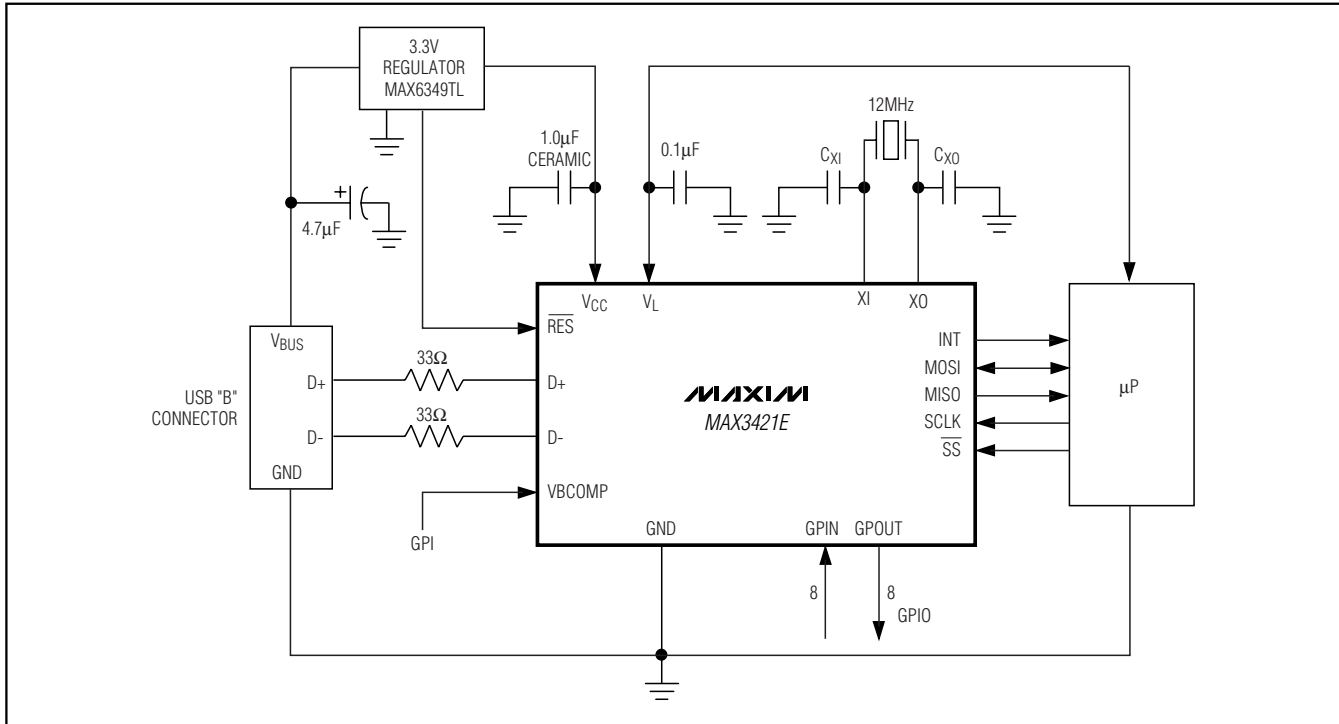 3.3V
REGULATOR
MAX6349TL
12MHz
1.0μF
CERAMIC
0.1μF
CXI
CXO
4.7μF
VCC
VL
XI
XO
RES
VBUS
INT
33Ω
D+
D+
MOSI
USB "B"
CONNECTOR
MAXIM
MAX3421E
MISO
μP
33Ω
SCLK
D-
D-
SS
GND
VBCOMP
GPI
GND
GPIN
GPOUT
8
8
GPIO